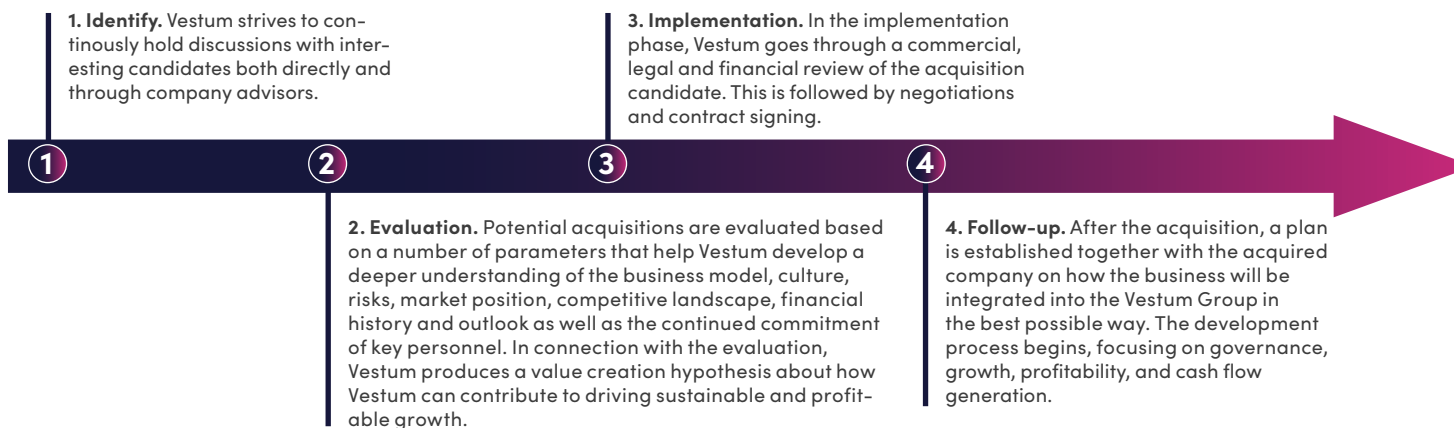 1. Identify. Vestum strives to con-
tinously hold discussions with inter-
esting candidates both directly and
through company advisors.
3. Implementation. In the implementation
phase, Vestum goes through a commercial,
legal and financial review of the acquisition
candidate. This is followed by negotiations
and contract signing.
1
2
3
4
2. Evaluation. Potential acquisitions are evaluated based
on a number of parameters that help Vestum develop a
deeper understanding of the business model, culture,
risks, market position, competitive landscape, financial
history and outlook as well as the continued commitment
of key personnel. In connection with the evaluation,
Vestum produces a value creation hypothesis about how
Vestum can contribute to driving sustainable and profit-
able growth.
4. Follow-up. After the acquisition, a plan
is established together with the acquired
company on how the business will be
integrated into the Vestum Group in
the best possible way. The development
process begins, focusing on governance,
growth, profitability, and cash flow
generation.